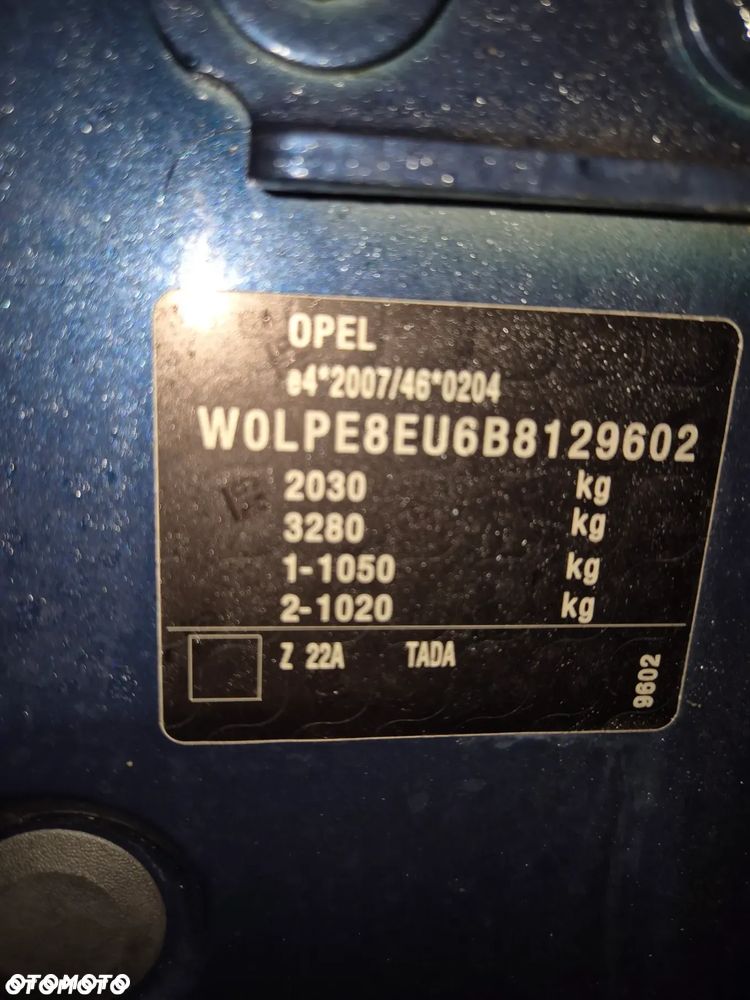 OPEL
e4*2007/46*0204
W0LPE8EU6B8129602
2030 kg
3280 kg
1-1050 kg
2-1020 kg
Z 22A TADA
9602
OTOMOTO